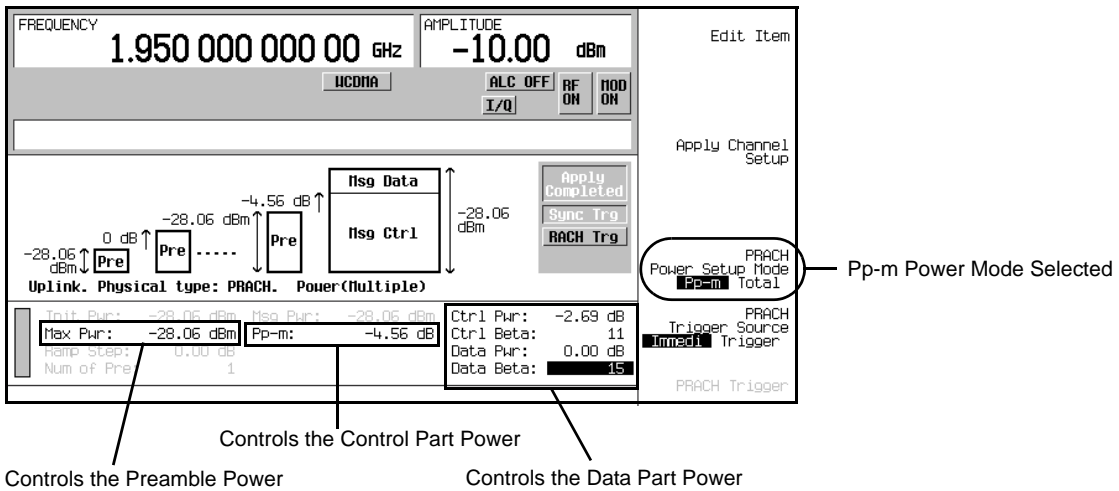 FREQUENCY
1.950 000 000 00 GHz
AMPLITUDE
-10.00 dBm
WCDMA
ALC OFF
I/Q
RF ON
MOD ON
Edit Item
Apply Channel
Setup
Msg Data
Msg Ctrl
-28.06
dBm
-4.56 dB
Pre
-28.06 dBm
Pre
.....
0 dB
Pre
-28.06
dBm
Apply
Completed
Sync Trg
RACH Trg
Uplink. Physical type: PRACH. Power(Multiple)
PRACH
Power Setup Mode
Pp-m Total
Pp-m Power Mode Selected
PRACH
Trigger Source
Immedi Trigger
PRACH Trigger
Init Pwr: -28.06 dBm Msg Pwr: -28.06 dBm
Max Pwr: -28.06 dBm Pp-m: -4.56 dB
Ramp Step: 0.00 dB
Num of Pre: 1
Ctrl Pwr: -2.69 dB
Ctrl Beta: 11
Data Pwr: 0.00 dB
Data Beta: 15
Controls the Control Part Power
Controls the Preamble Power
Controls the Data Part Power